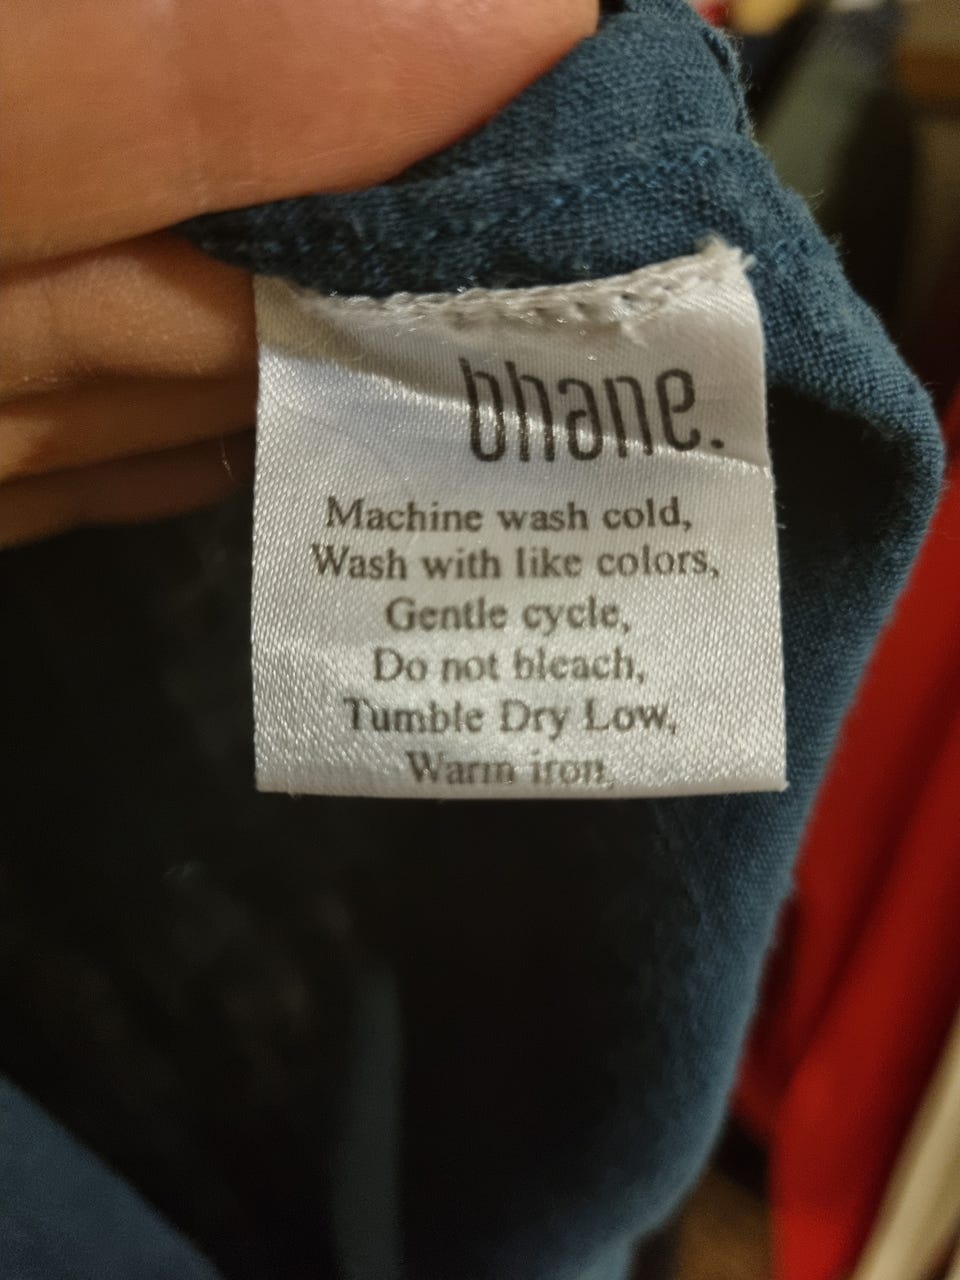 bhane.
Machine wash cold,
Wash with like colors,
Gentle cycle,
Do not bleach,
Tumble Dry Low,
Warm iron,